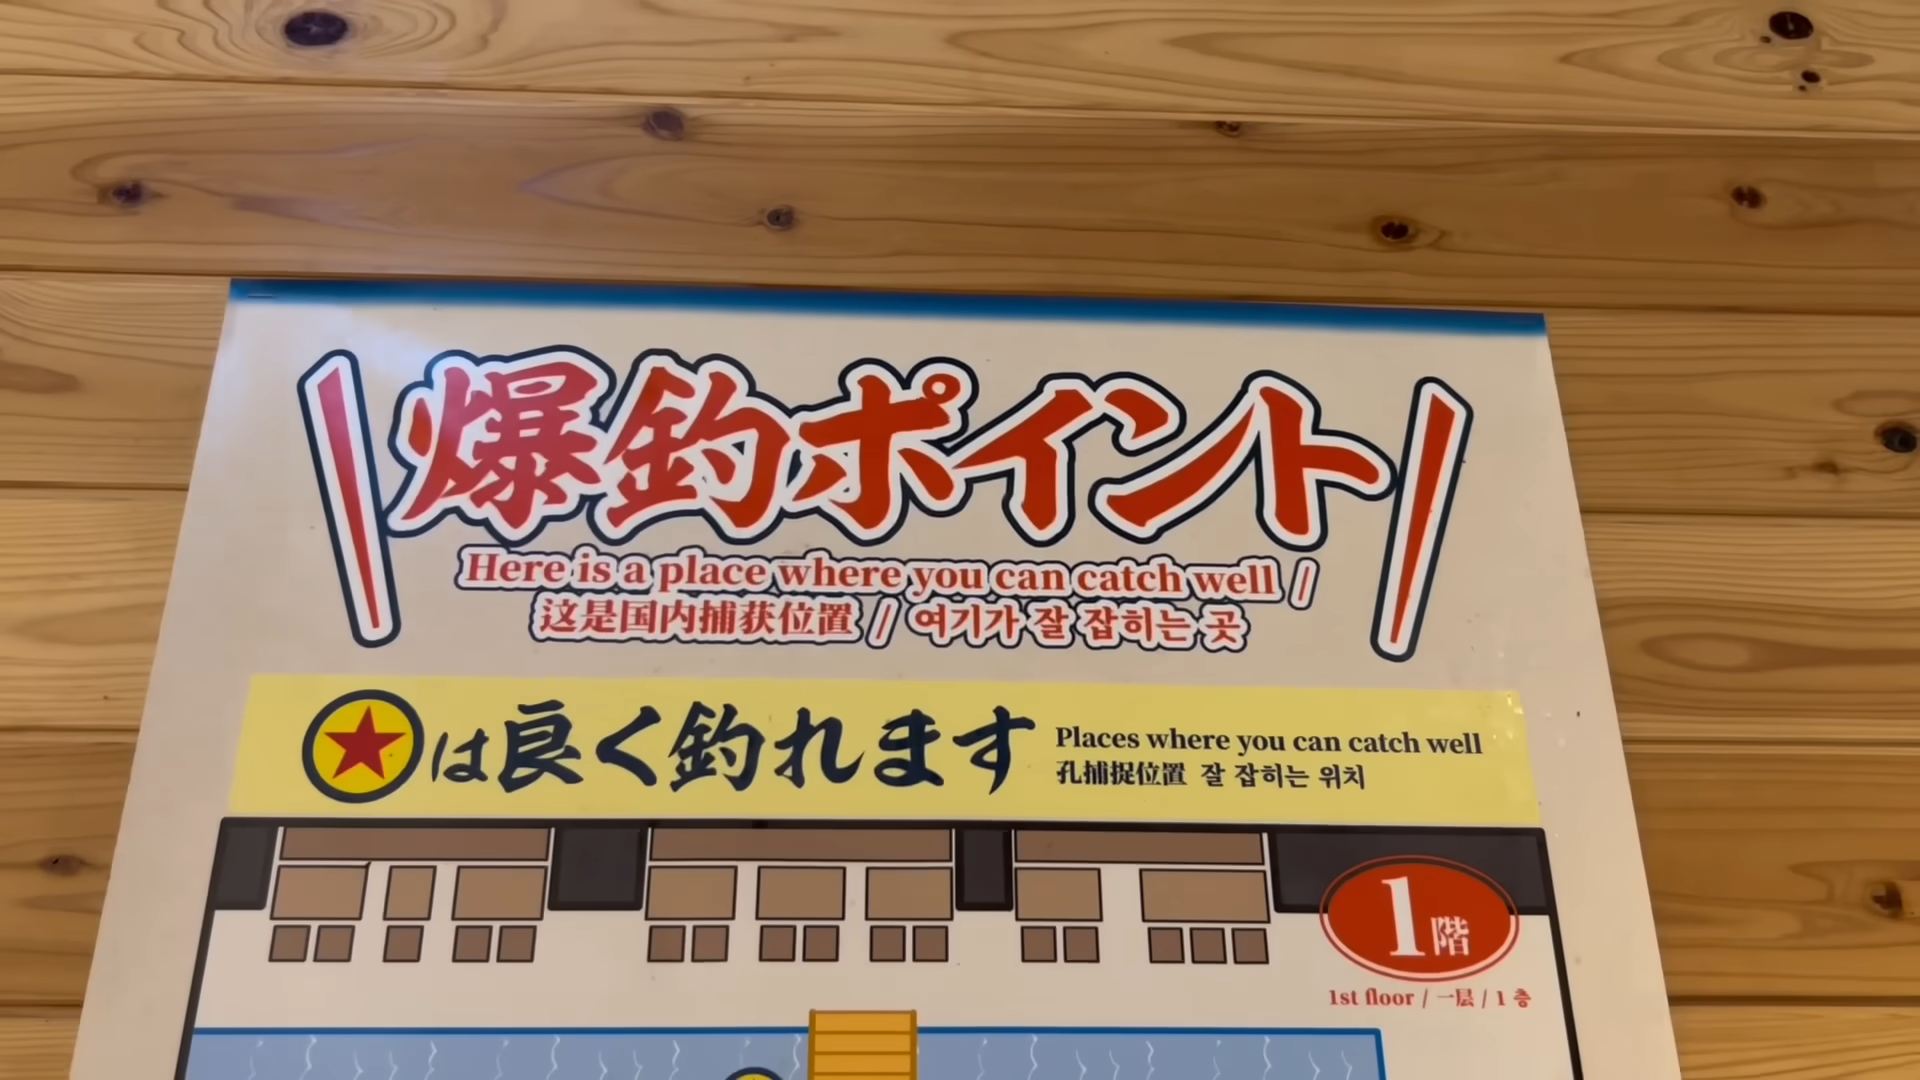 爆釣ポイント
Here is a place where you can catch well /
这是国内捕获位置 / 여기가 잘 잡히는 곳
は良く釣れます
Places where you can catch well
孔捕捉位置 잘 잡히는 위치
1階
1st floor / 一层 / 1 층